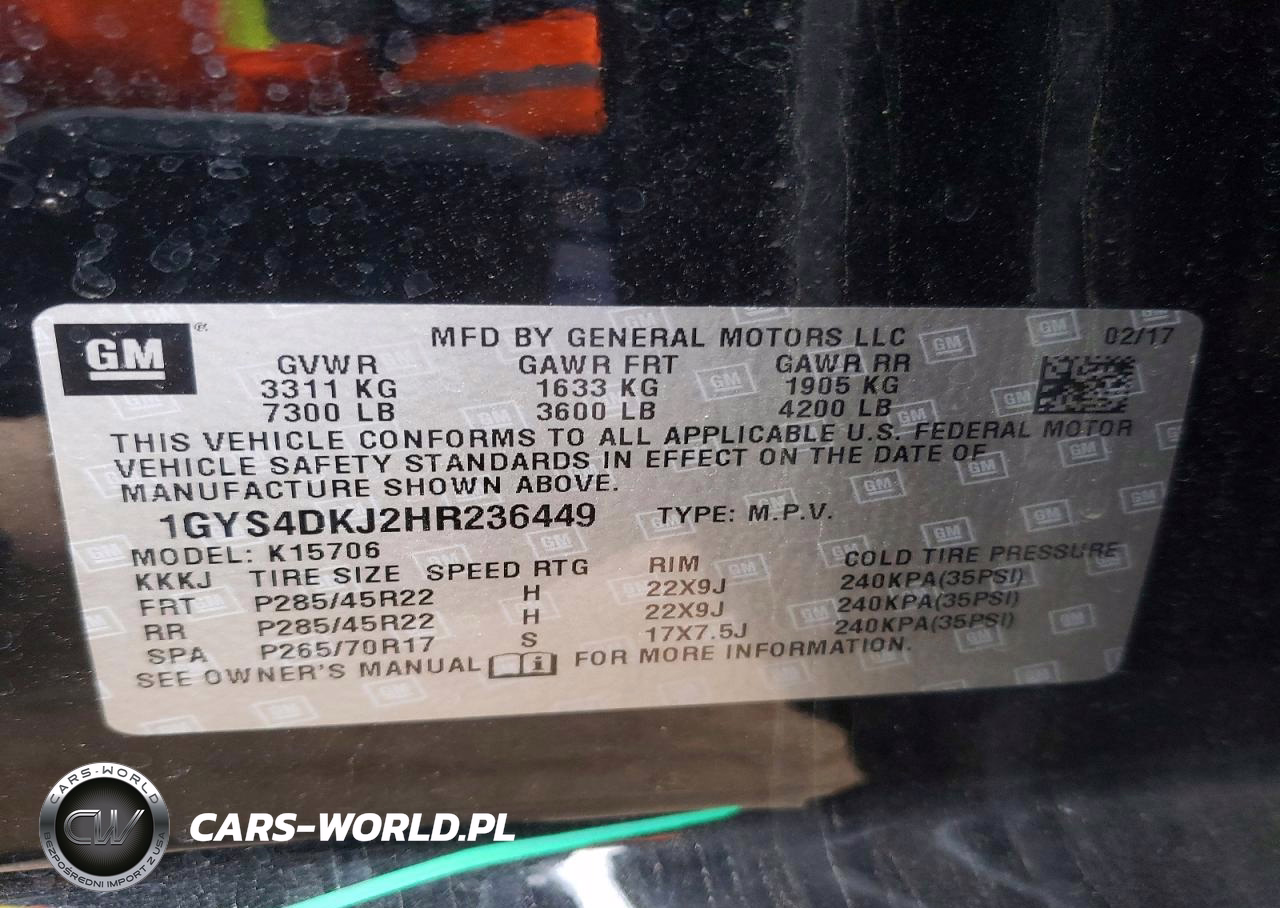 GM
MFD BY GENERAL MOTORS LLC 02/17
GVWR GAWR FRT GAWR RR
3311 KG 1633 KG 1905 KG
7300 LB 3600 LB 4200 LB
THIS VEHICLE CONFORMS TO ALL APPLICABLE U.S. FEDERAL MOTOR
VEHICLE SAFETY STANDARDS IN EFFECT ON THE DATE OF
MANUFACTURE SHOWN ABOVE.
1GYS4DKJ2HR236449 TYPE: M.P.V.
MODEL: K15706
KKKJ TIRE SIZE SPEED RTG RIM COLD TIRE PRESSURE
FRT P285/45R22 H 22X9J 240KPA(35PSI)
RR P285/45R22 H 22X9J 240KPA(35PSI)
SPA P265/70R17 S 17X7.5J 240KPA(35PSI)
SEE OWNER'S MANUAL FOR MORE INFORMATION.
CARS-WORLD
CW
BEZPOŚREDNI IMPORT Z USA
CARS-WORLD.PL